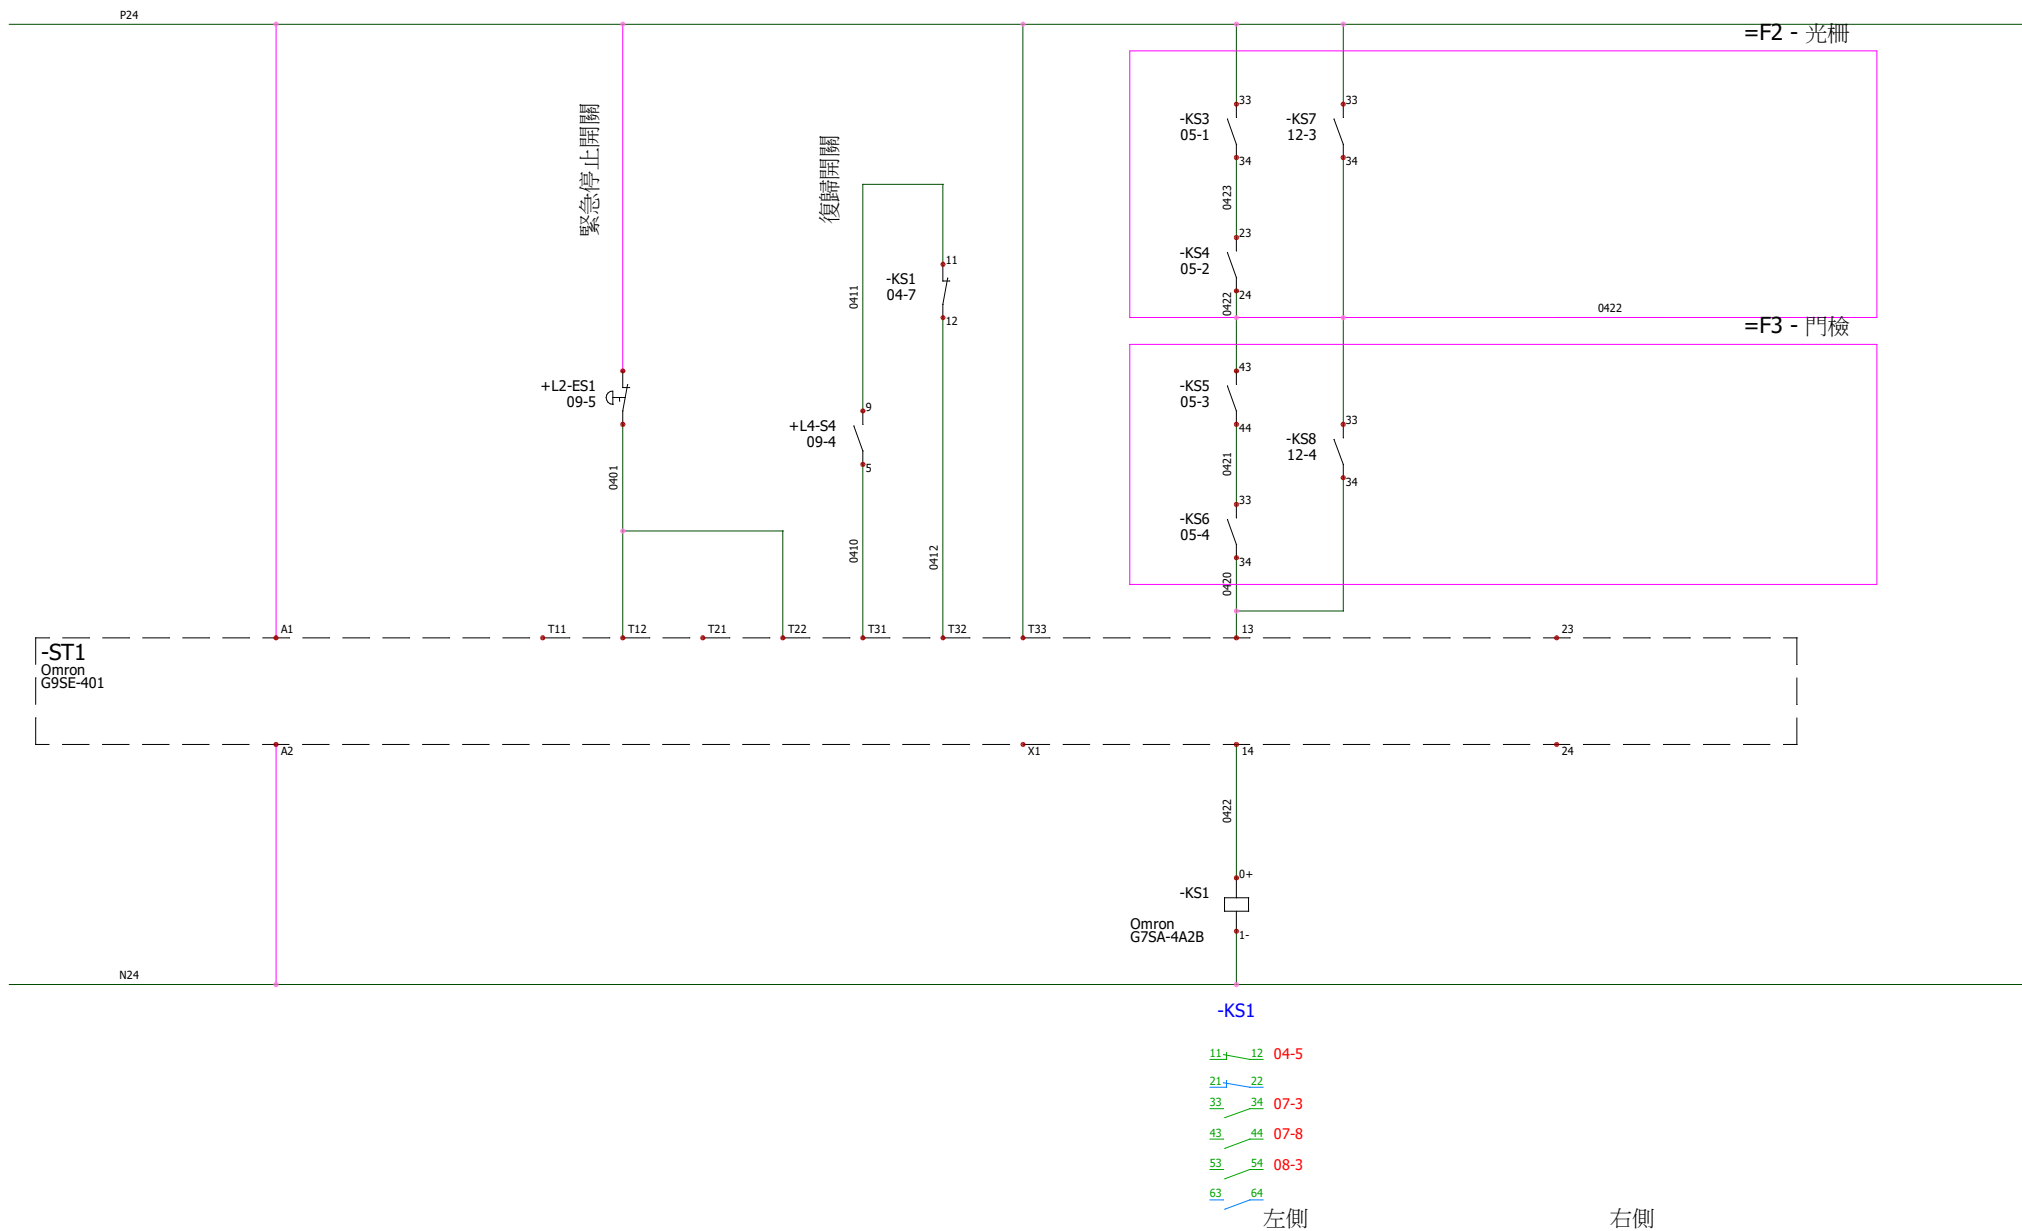 P24
=F2 - 光柵
緊急停止開關
復歸開關
33
-KS3
05-1
34
33
-KS7
12-3
34
0423
23
-KS4
05-2
24
0422
0422
11
-KS1
04-7
12
0411
=F3 - 門檢
+L2-ES1
09-5
9
+L4-S4
09-4
5
43
-KS5
05-3
44
33
-KS8
12-4
34
0401
0421
33
-KS6
05-4
34
0410
0412
0420
A1
T11
T12
T21
T22
T31
T32
T33
13
23
-ST1
Omron
G9SE-401
A2
X1
14
24
0422
0+
-KS1
Omron
G7SA-4A2B
1-
N24
-KS1
11 12 04-5
21 22
33 34 07-3
43 44 07-8
53 54 08-3
63 64
左側
右側